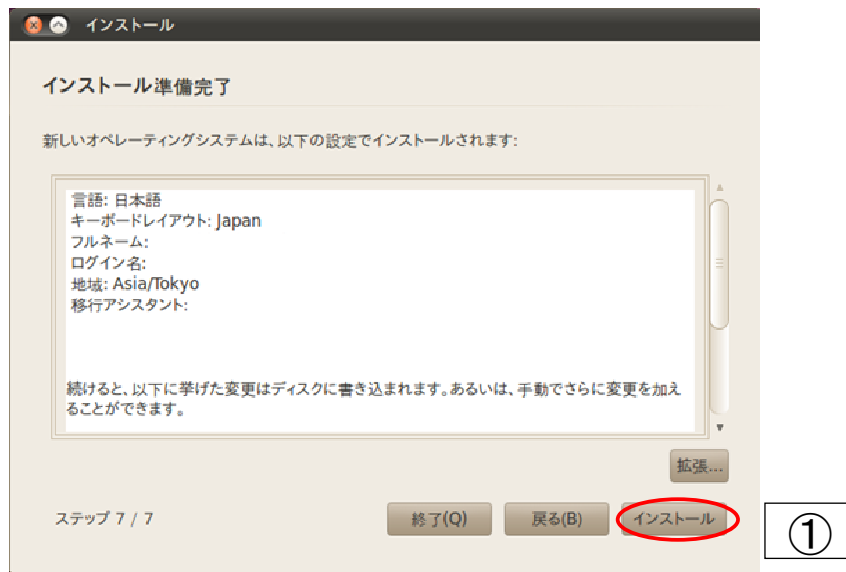 インストール
インストール準備完了
新しいオペレーティングシステムは、以下の設定でインストールされます:
言語: 日本語
キーボードレイアウト: Japan
フルネーム:
ログイン名:
地域: Asia/Tokyo
移行アシスタント:
続けると、以下に挙げた変更はディスクに書き込まれます。あるいは、手動でさらに変更を加え
ることができます。
拡張...
ステップ 7 / 7
終了(Q)
戻る(B)
インストール
①